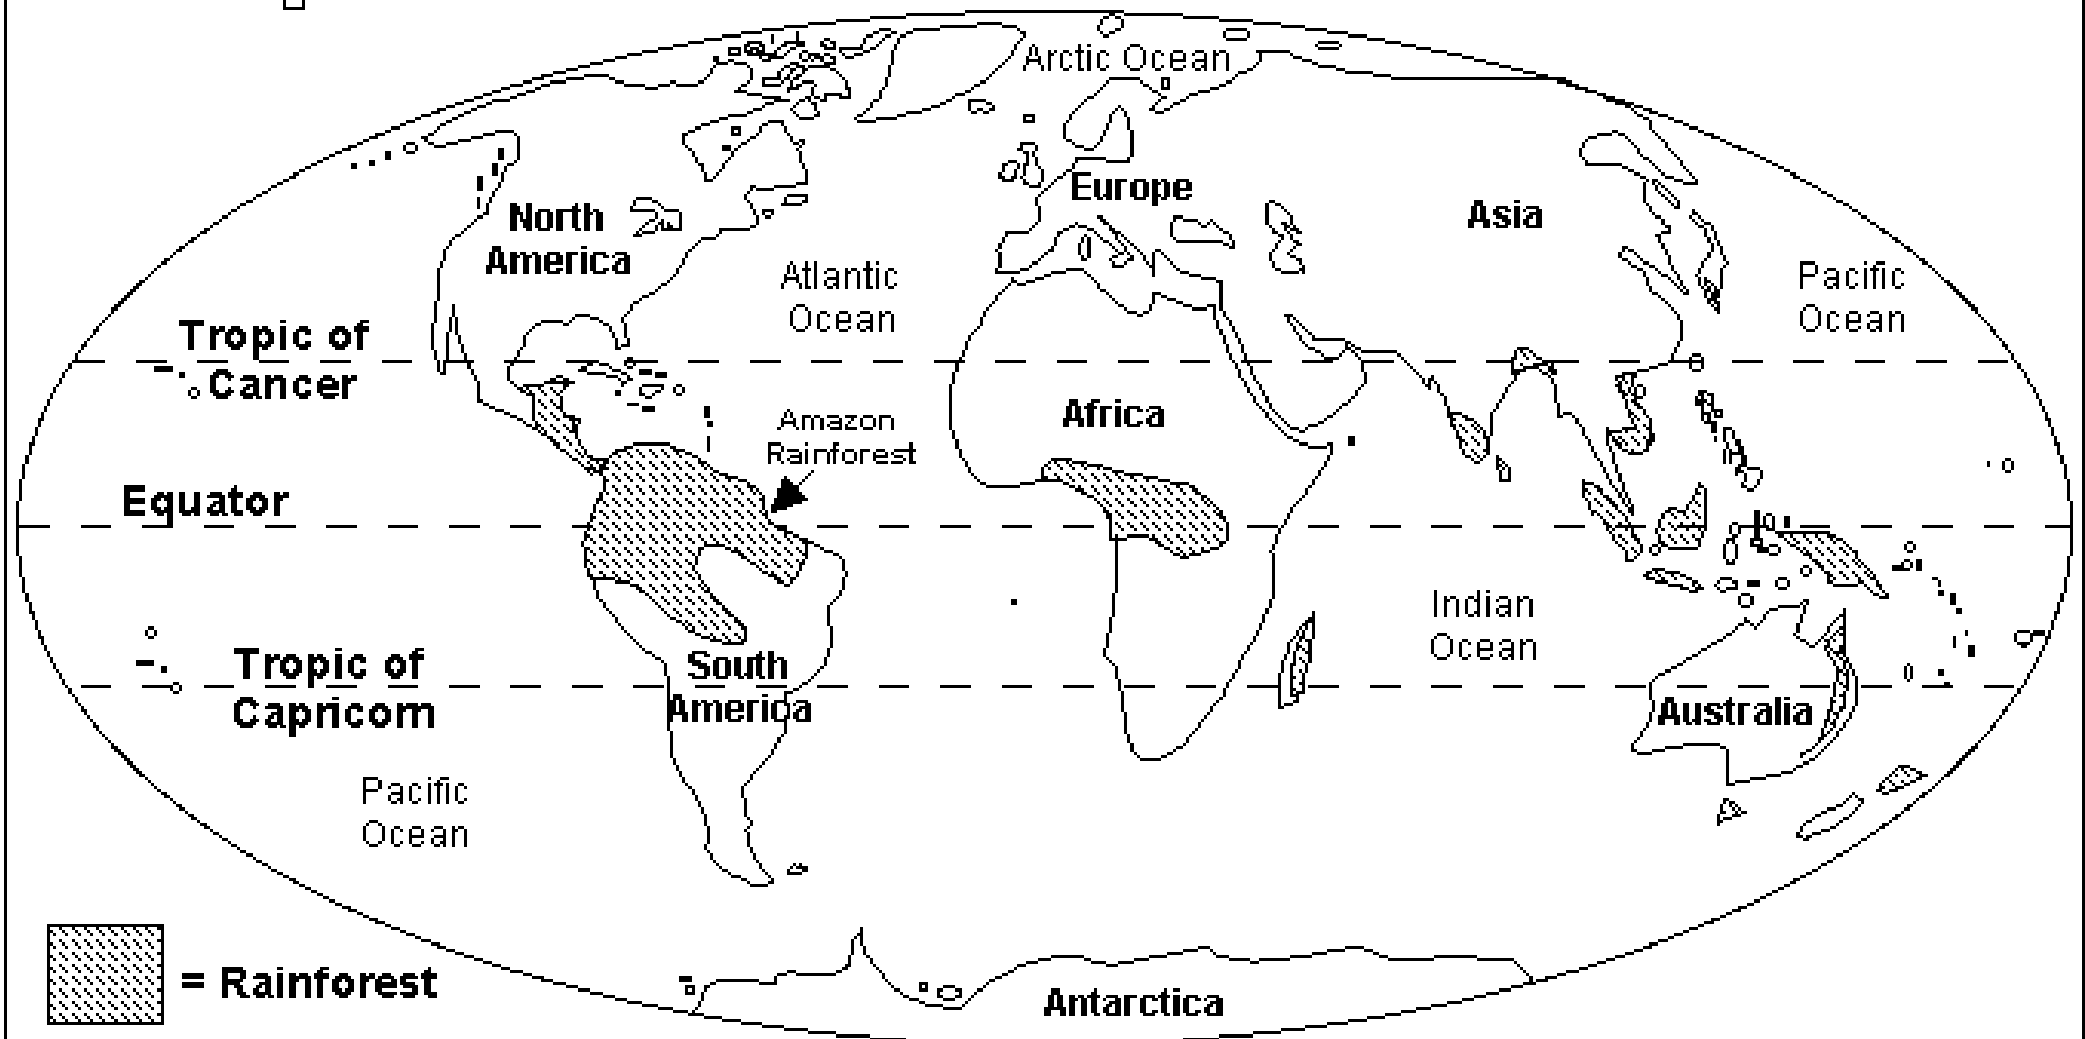 Arctic Ocean
North
America
Europe
Asia
Atlantic
Ocean
Pacific
Ocean
Tropic of
Cancer
Africa
Amazon
Rainforest
Equator
Indian
Ocean
Tropic of
Capricorn
South
America
Australia
Pacific
Ocean
= Rainforest
Antarctica